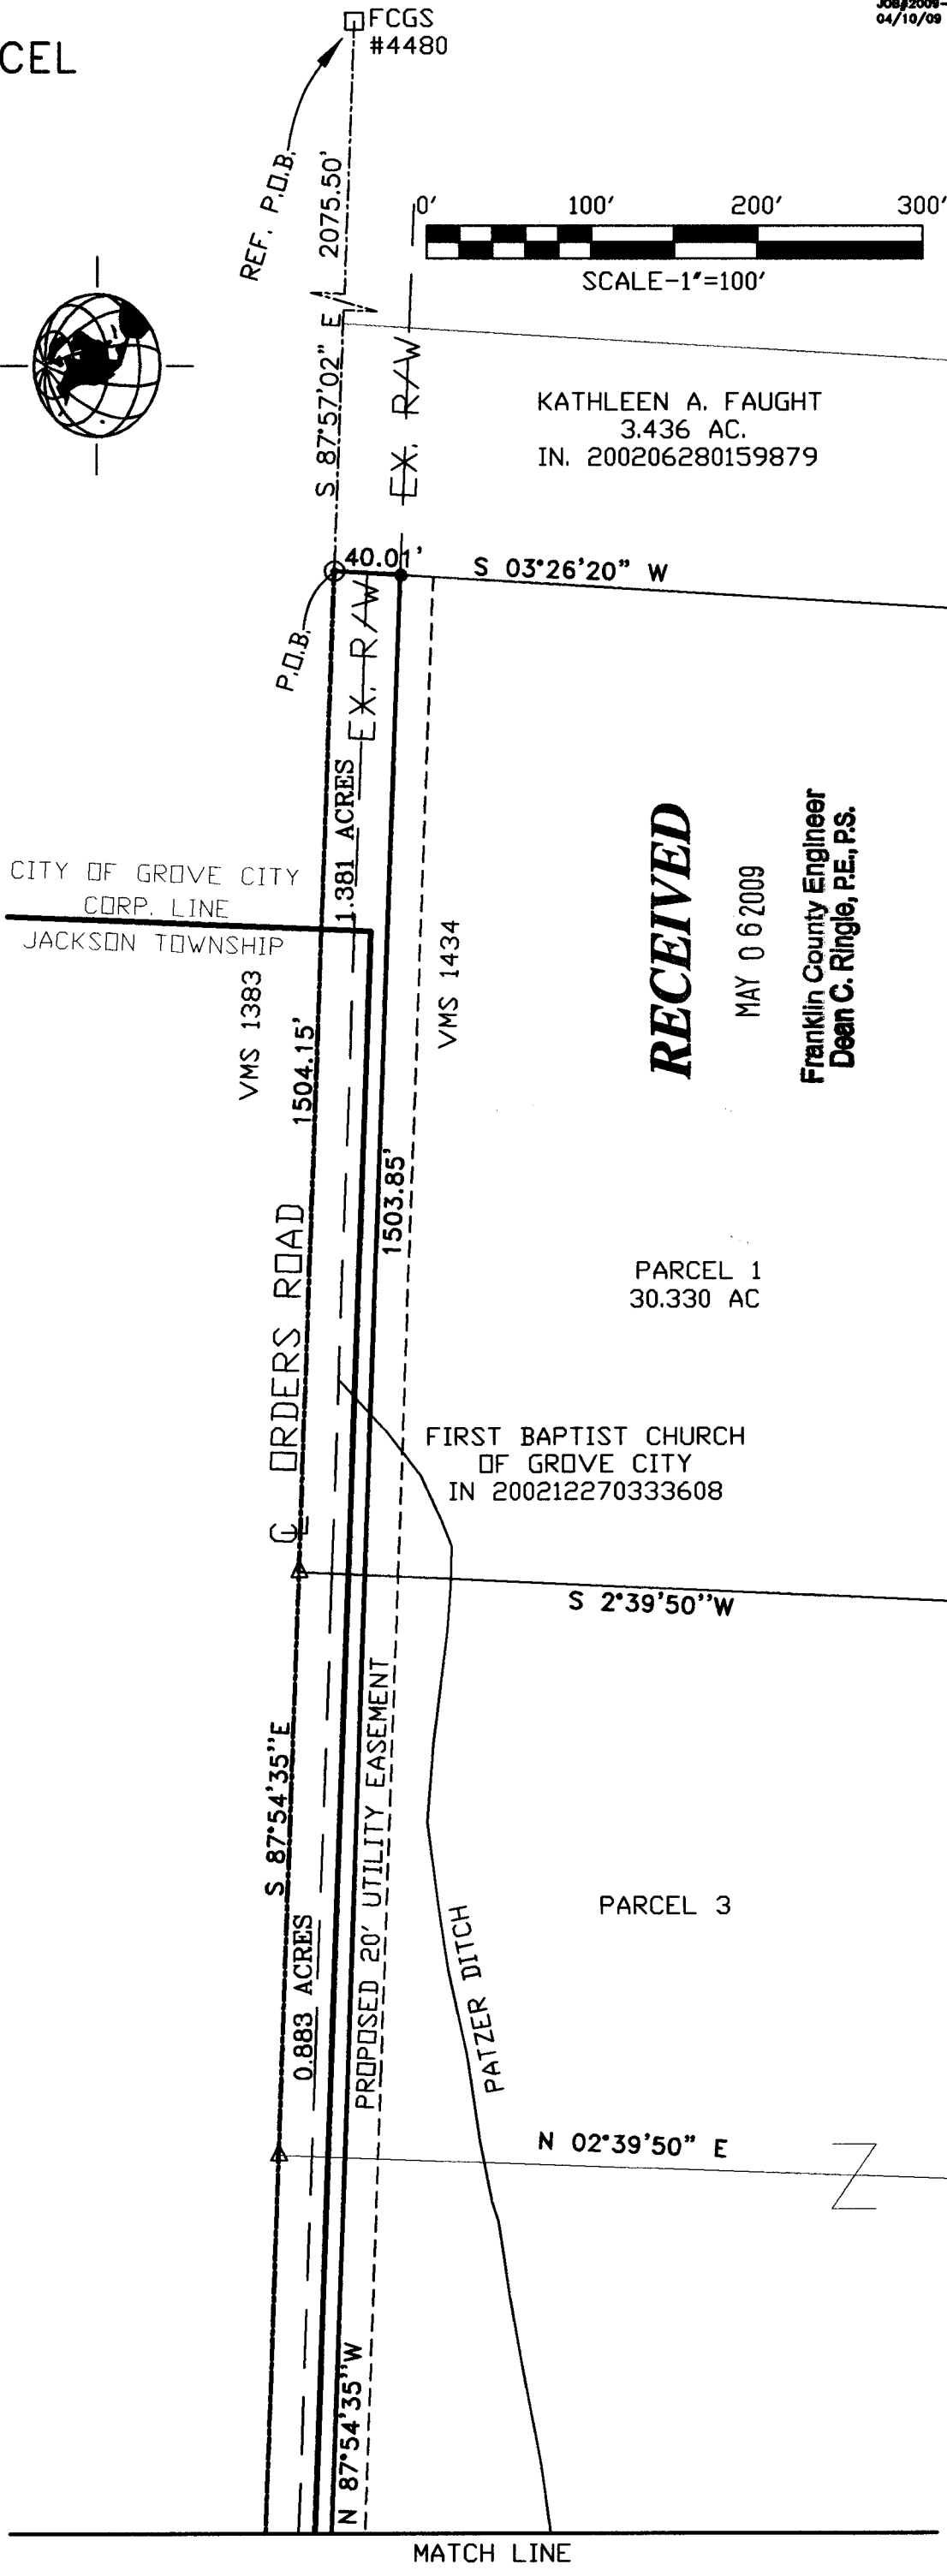 JOB#2009-
04/10/09
CEL
FCGS
#4480
REF. P.O.B.
S 87°57'02" E 2075.50'
0' 100' 200' 300'
SCALE-1"=100'
EX. R/W
KATHLEEN A. FAUGHT
3.436 AC.
IN. 200206280159879
40.01'
S 03°26'20" W
P.O.B.
EX. R/W
1.381 ACRES
CITY OF GROVE CITY
CORP. LINE
JACKSON TOWNSHIP
VMS 1383
VMS 1434
RECEIVED
MAY 06 2009
Franklin County Engineer
Dean C. Ringle, P.E., P.S.
1504.15'
1503.85'
℄ ORDERS ROAD
PARCEL 1
30.330 AC
FIRST BAPTIST CHURCH
OF GROVE CITY
IN 200212270333608
S 2°39'50"W
S 87°54'35"E
0.883 ACRES
PROPOSED 20' UTILITY EASEMENT
PATZER DITCH
PARCEL 3
N 02°39'50" E
Z
N 87°54'35"W
MATCH LINE